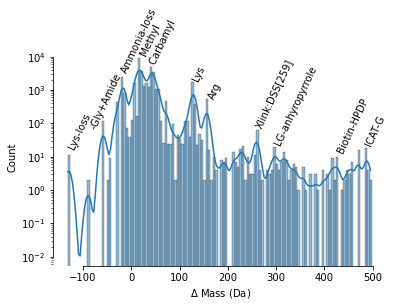 Lys-loss
-Gly+Amide
Ammonia-loss
Methyl
Carbamyl
Lys
Arg
Xlink:DSS[259]
LG-anhyropyrrole
Biotin-HPDP
ICAT-G
10⁴
10³
10²
10¹
10⁰
10⁻¹
10⁻²
Count
−100 0 100 200 300 400 500
Δ Mass (Da)